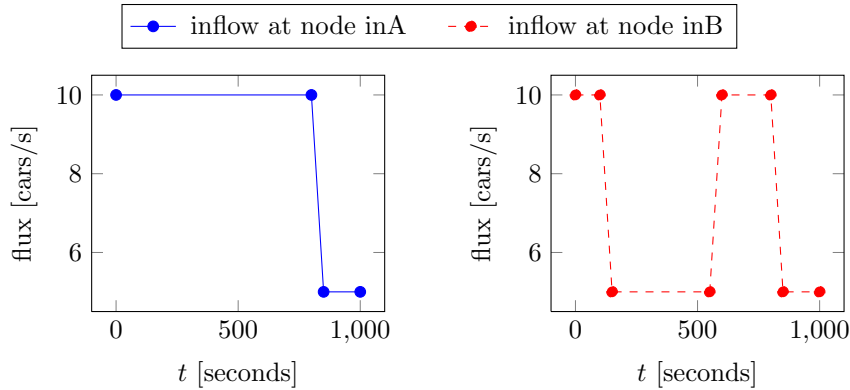 inflow at node inA inflow at node inB
10
8
6
flux [cars/s]
0 500 1,000
t [seconds]
10
8
6
flux [cars/s]
0 500 1,000
t [seconds]